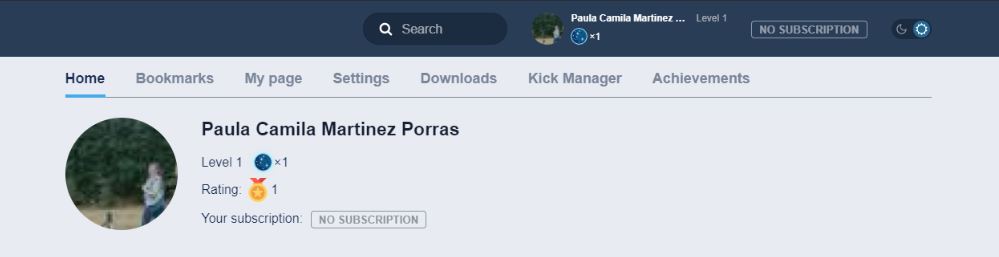 Search
Paula Camila Martinez ... Level 1
×1
NO SUBSCRIPTION
Home Bookmarks My page Settings Downloads Kick Manager Achievements
Paula Camila Martinez Porras
Level 1 ×1
Rating: 1
Your subscription: NO SUBSCRIPTION